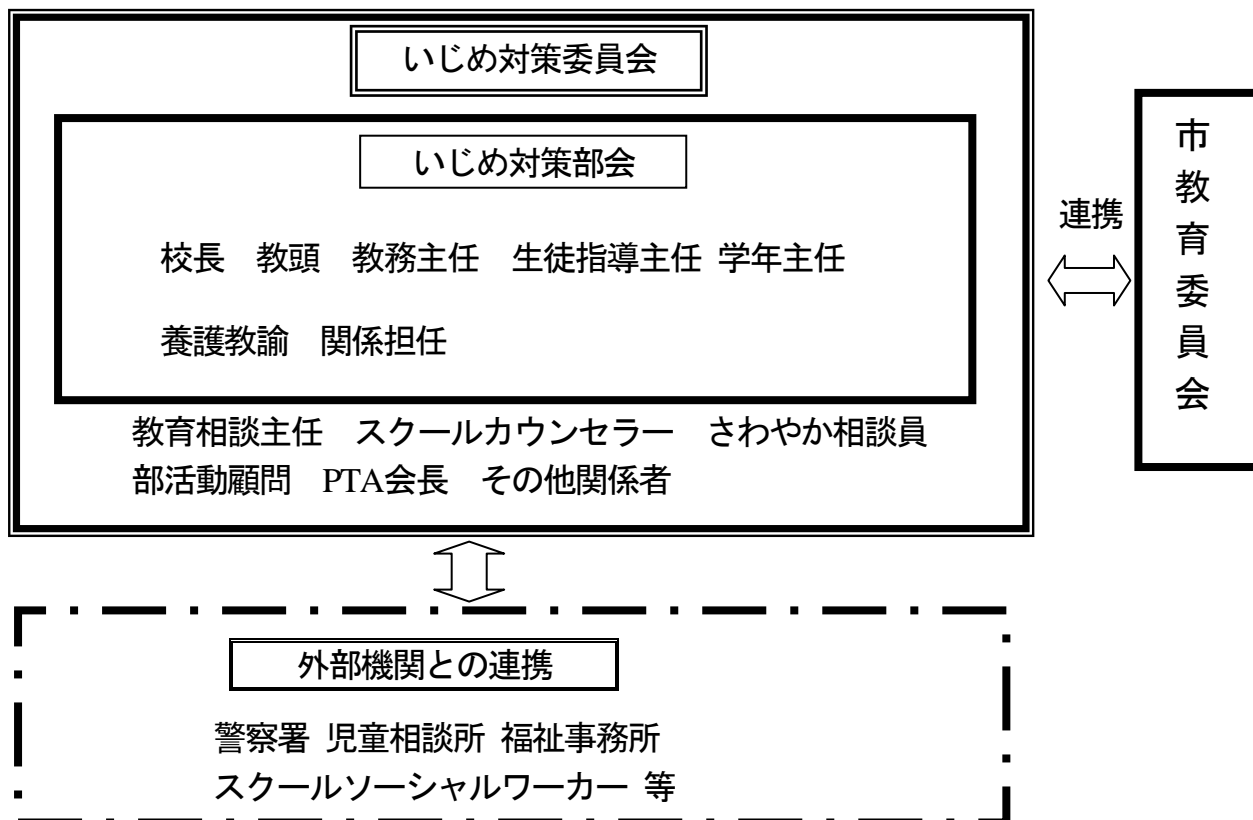 いじめ対策委員会
いじめ対策部会
校長　教頭　教務主任　生徒指導主任 学年主任
養護教諭　関係担任
教育相談主任　スクールカウンセラー　さわやか相談員
部活動顧問　PTA会長　その他関係者
連携
市教育委員会
外部機関との連携
警察署 児童相談所 福祉事務所
スクールソーシャルワーカー 等